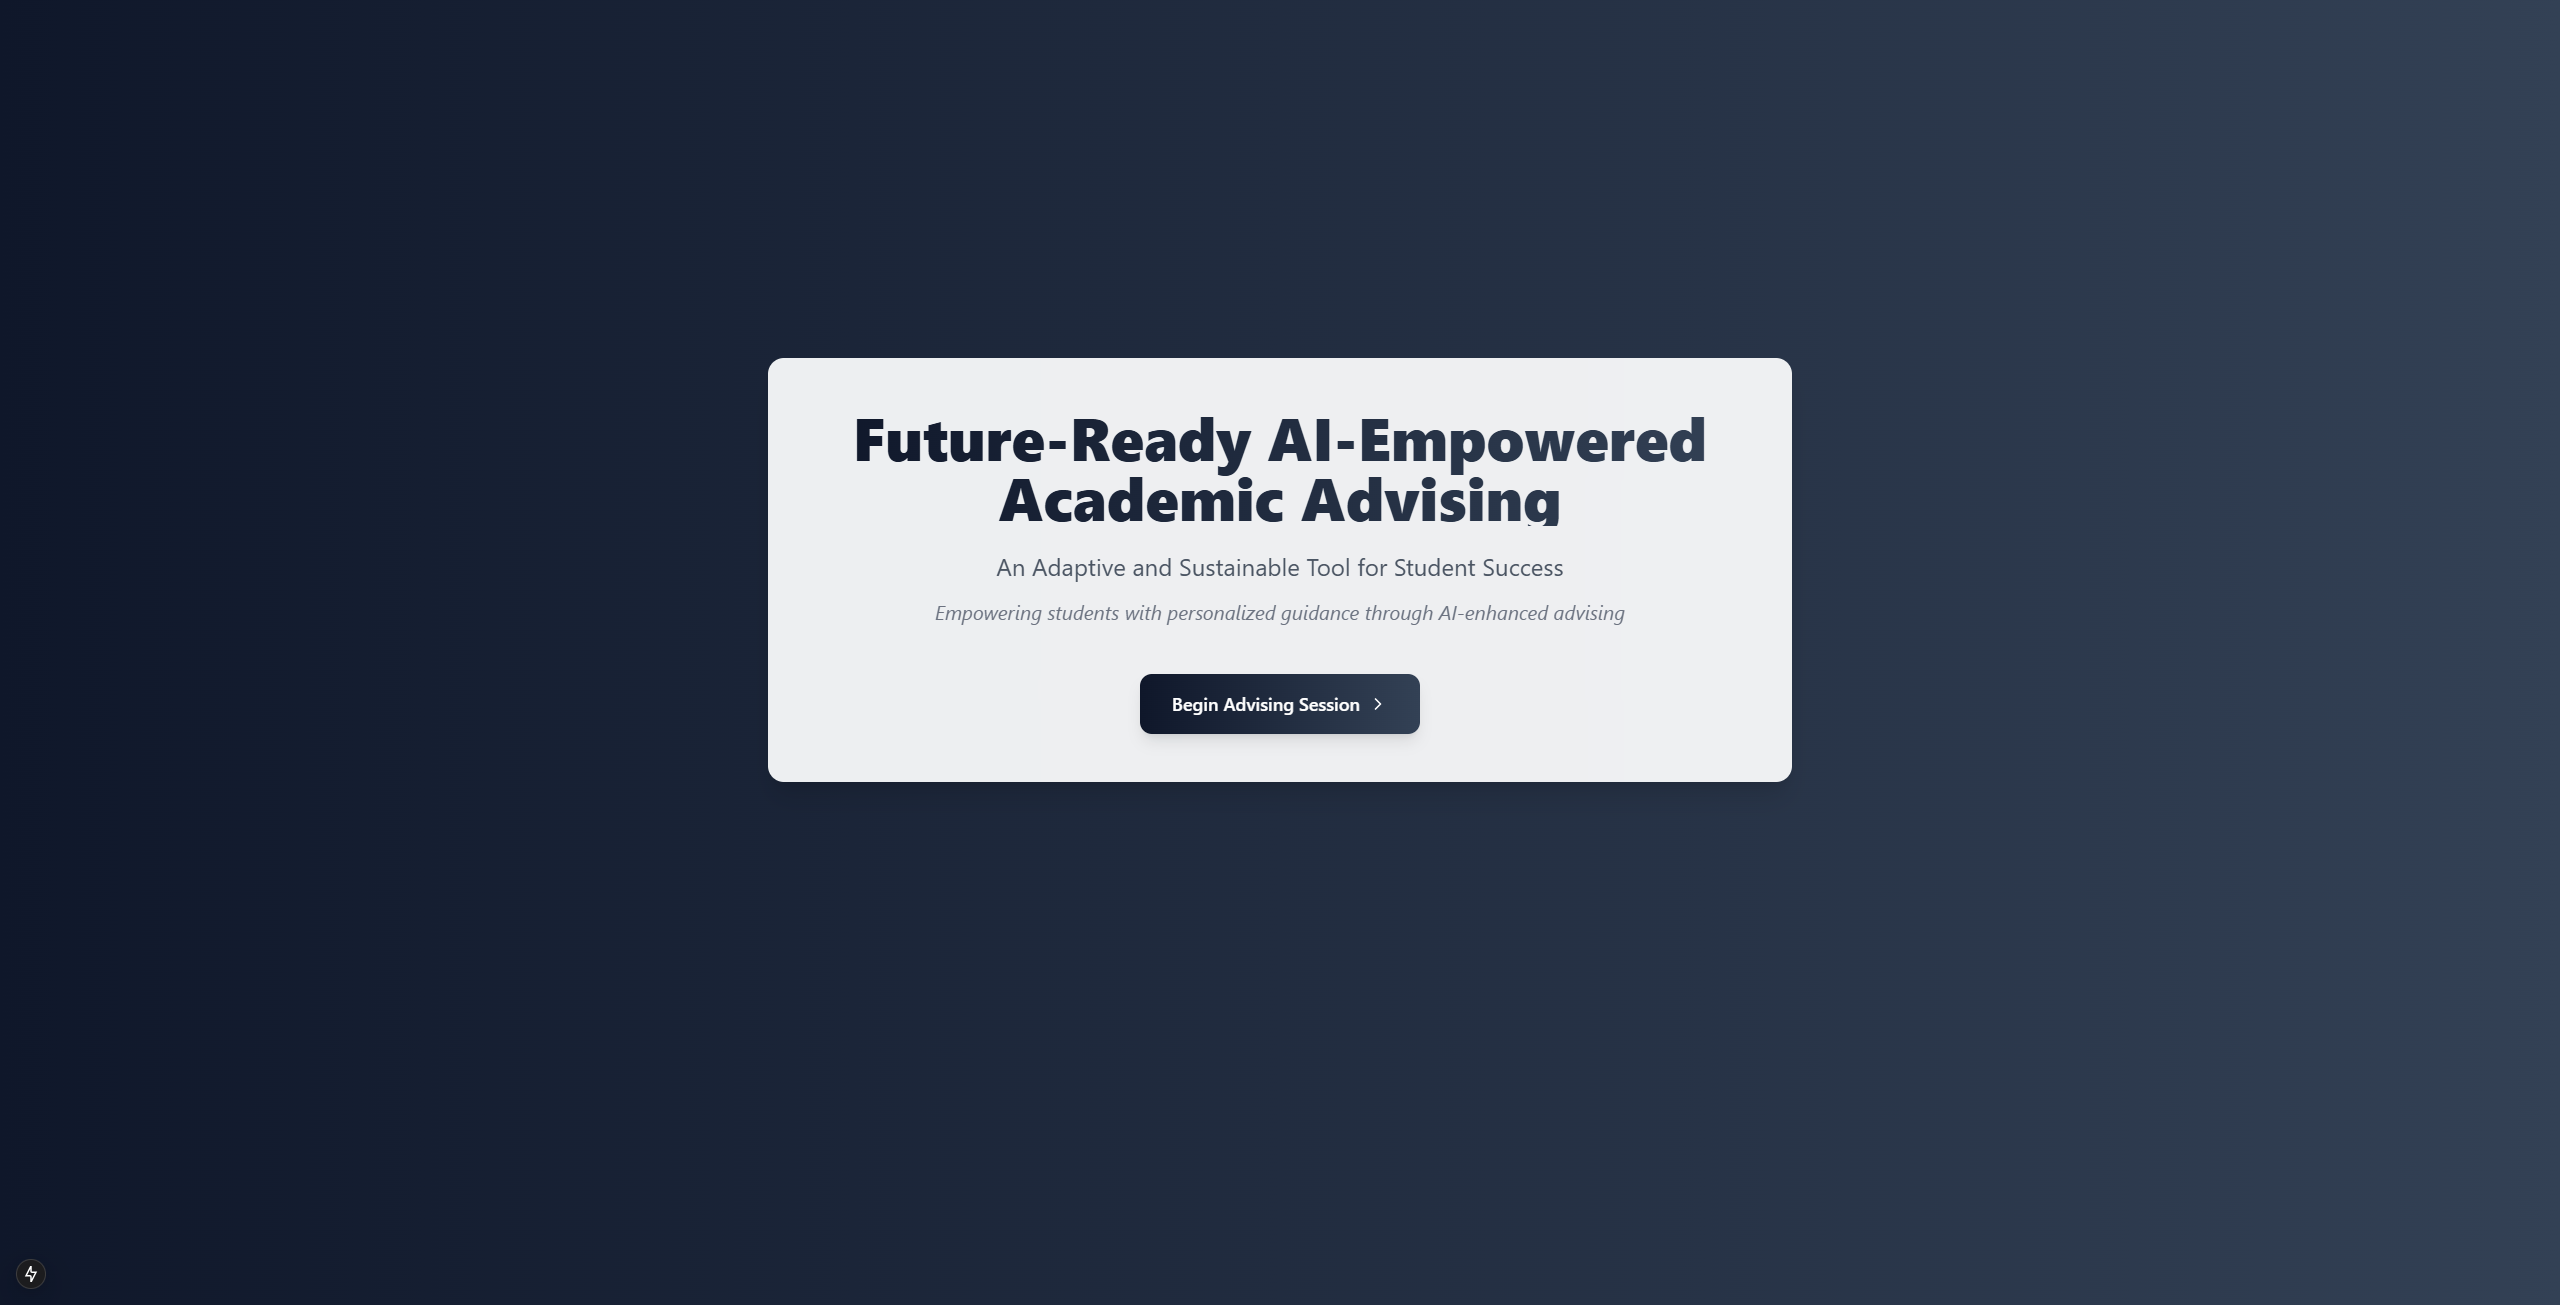 Future-Ready AI-Empowered
Academic Advising
An Adaptive and Sustainable Tool for Student Success
Empowering students with personalized guidance through AI-enhanced advising
Begin Advising Session